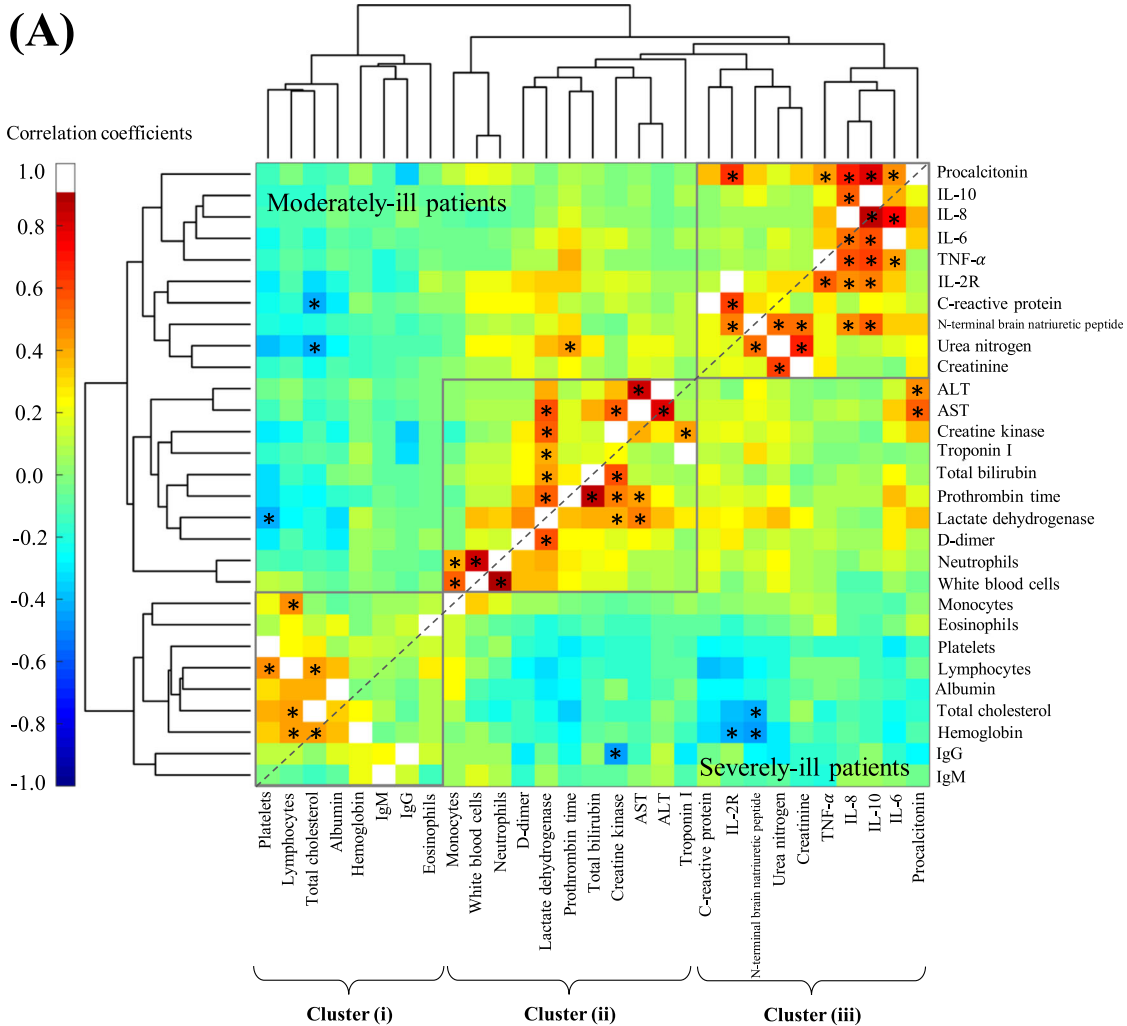 (A)
Correlation coefficients
1.0
0.8
0.6
0.4
0.2
0.0
-0.2
-0.4
-0.6
-0.8
-1.0
Moderately-ill patients
Severely-ill patients
Procalcitonin
IL-10
IL-8
IL-6
TNF-α
IL-2R
C-reactive protein
N-terminal brain natriuretic peptide
Urea nitrogen
Creatinine
ALT
AST
Creatine kinase
Troponin I
Total bilirubin
Prothrombin time
Lactate dehydrogenase
D-dimer
Neutrophils
White blood cells
Monocytes
Eosinophils
Platelets
Lymphocytes
Albumin
Total cholesterol
Hemoglobin
IgG
IgM
Platelets
Lymphocytes
Total cholesterol
Albumin
Hemoglobin
IgM
IgG
Eosinophils
Monocytes
White blood cells
Neutrophils
D-dimer
Lactate dehydrogenase
Prothrombin time
Total bilirubin
Creatine kinase
AST
ALT
Troponin I
C-reactive protein
IL-2R
N-terminal brain natriuretic peptide
Urea nitrogen
Creatinine
TNF-α
IL-8
IL-10
IL-6
Procalcitonin
Cluster (i)
Cluster (ii)
Cluster (iii)